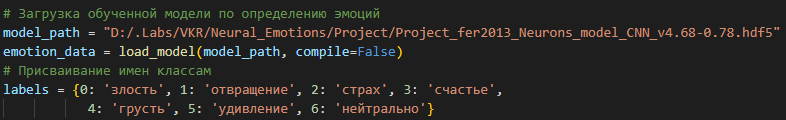 # Загрузка обученной модели по определению эмоций
model_path = "D:/.Labs/VKR/Neural_Emotions/Project/Project_fer2013_Neurons_model_CNN_v4.68-0.78.hdf5"
emotion_data = load_model(model_path, compile=False)
# Присваивание имен классам
labels = {0: 'злость', 1: 'отвращение', 2: 'страх', 3: 'счастье',
4: 'грусть', 5: 'удивление', 6: 'нейтрально'}